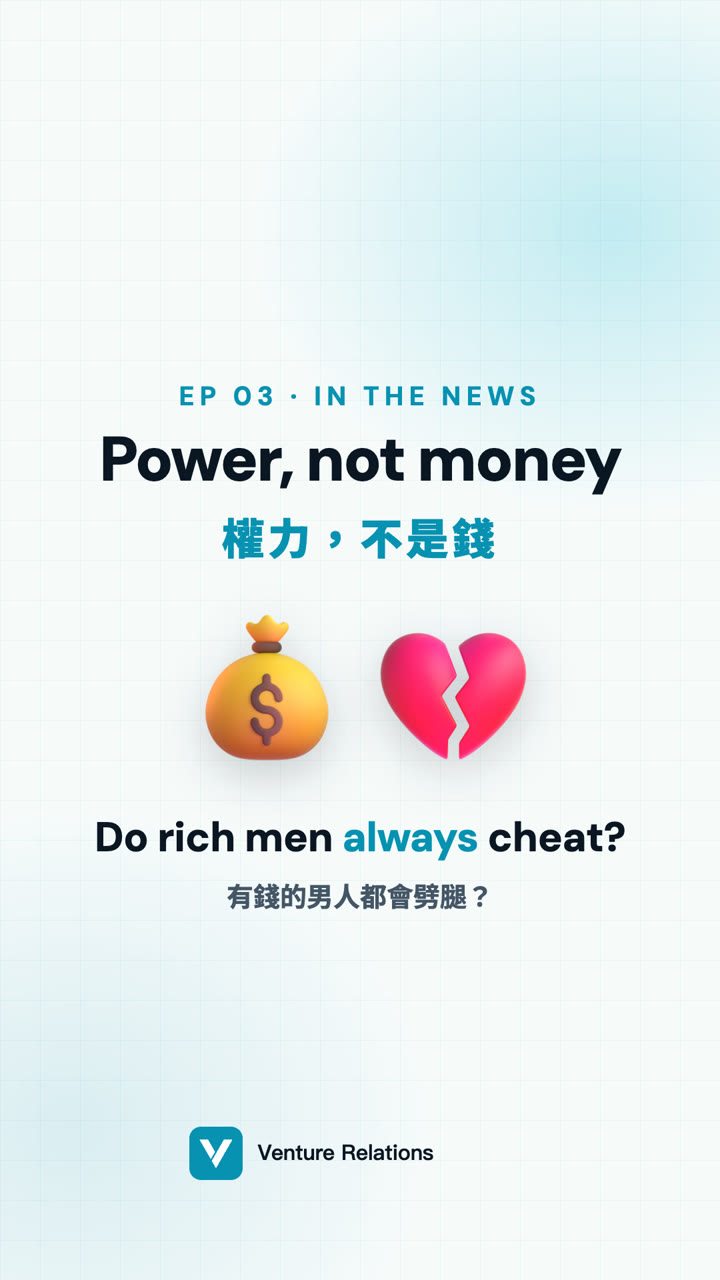 EP 03 · IN THE NEWS
Power, not money
權力，不是錢
$
Do rich men always cheat?
有錢的男人都會劈腿？
Venture Relations